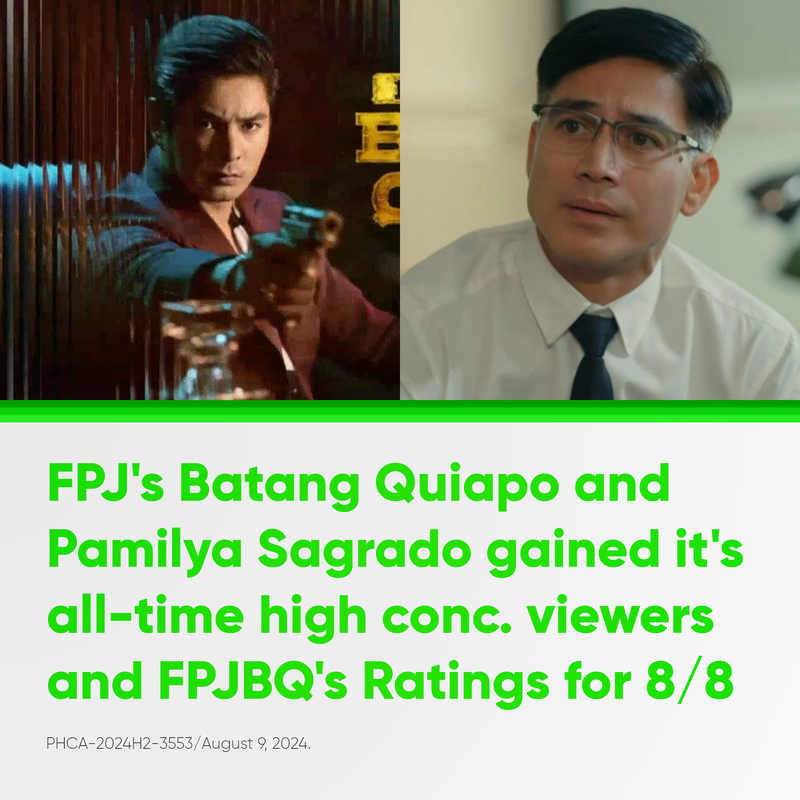 FPJ's Batang Quiapo and
Pamilya Sagrado gained it's
all-time high conc. viewers
and FPJBQ's Ratings for 8/8
PHCA-2024H2-3553/August 9, 2024.